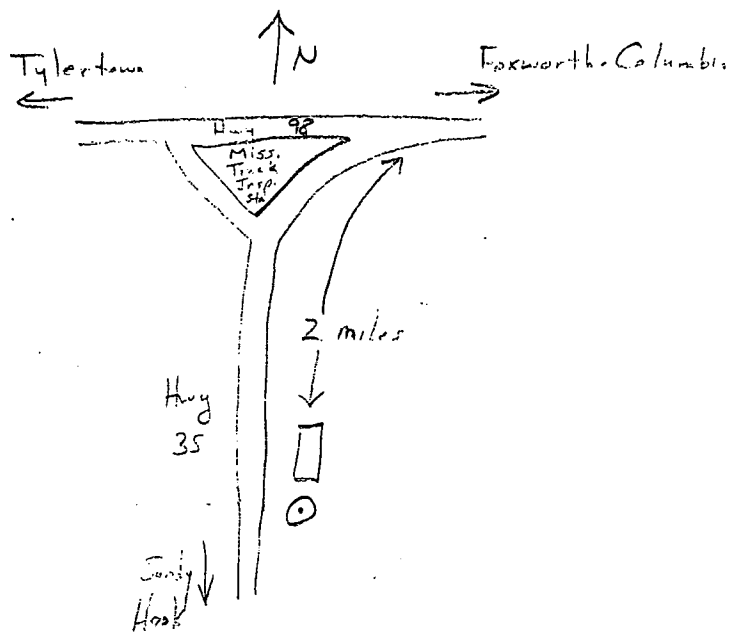 N
Tylertown
Foxworth & Columbia
Hwy 98
Miss.
Truck
Insp.
Sta
2 miles
Hwy
35
Sandy
Hook